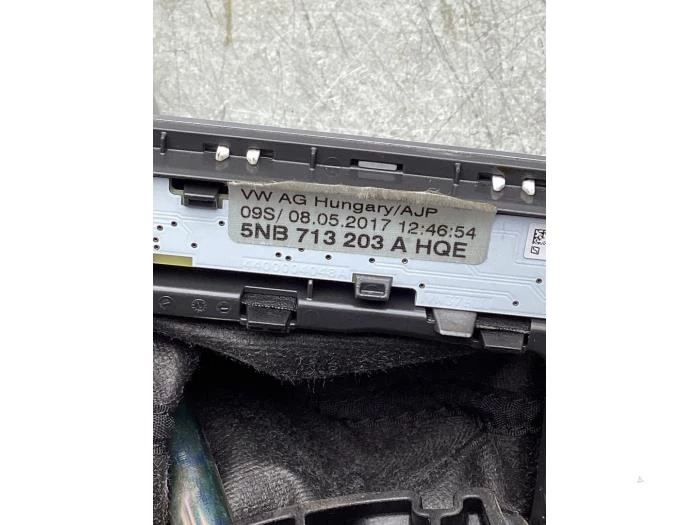 VW AG Hungary/AJP
09S/ 08.05.2017 12:46:54
5NB 713 203 A HQE